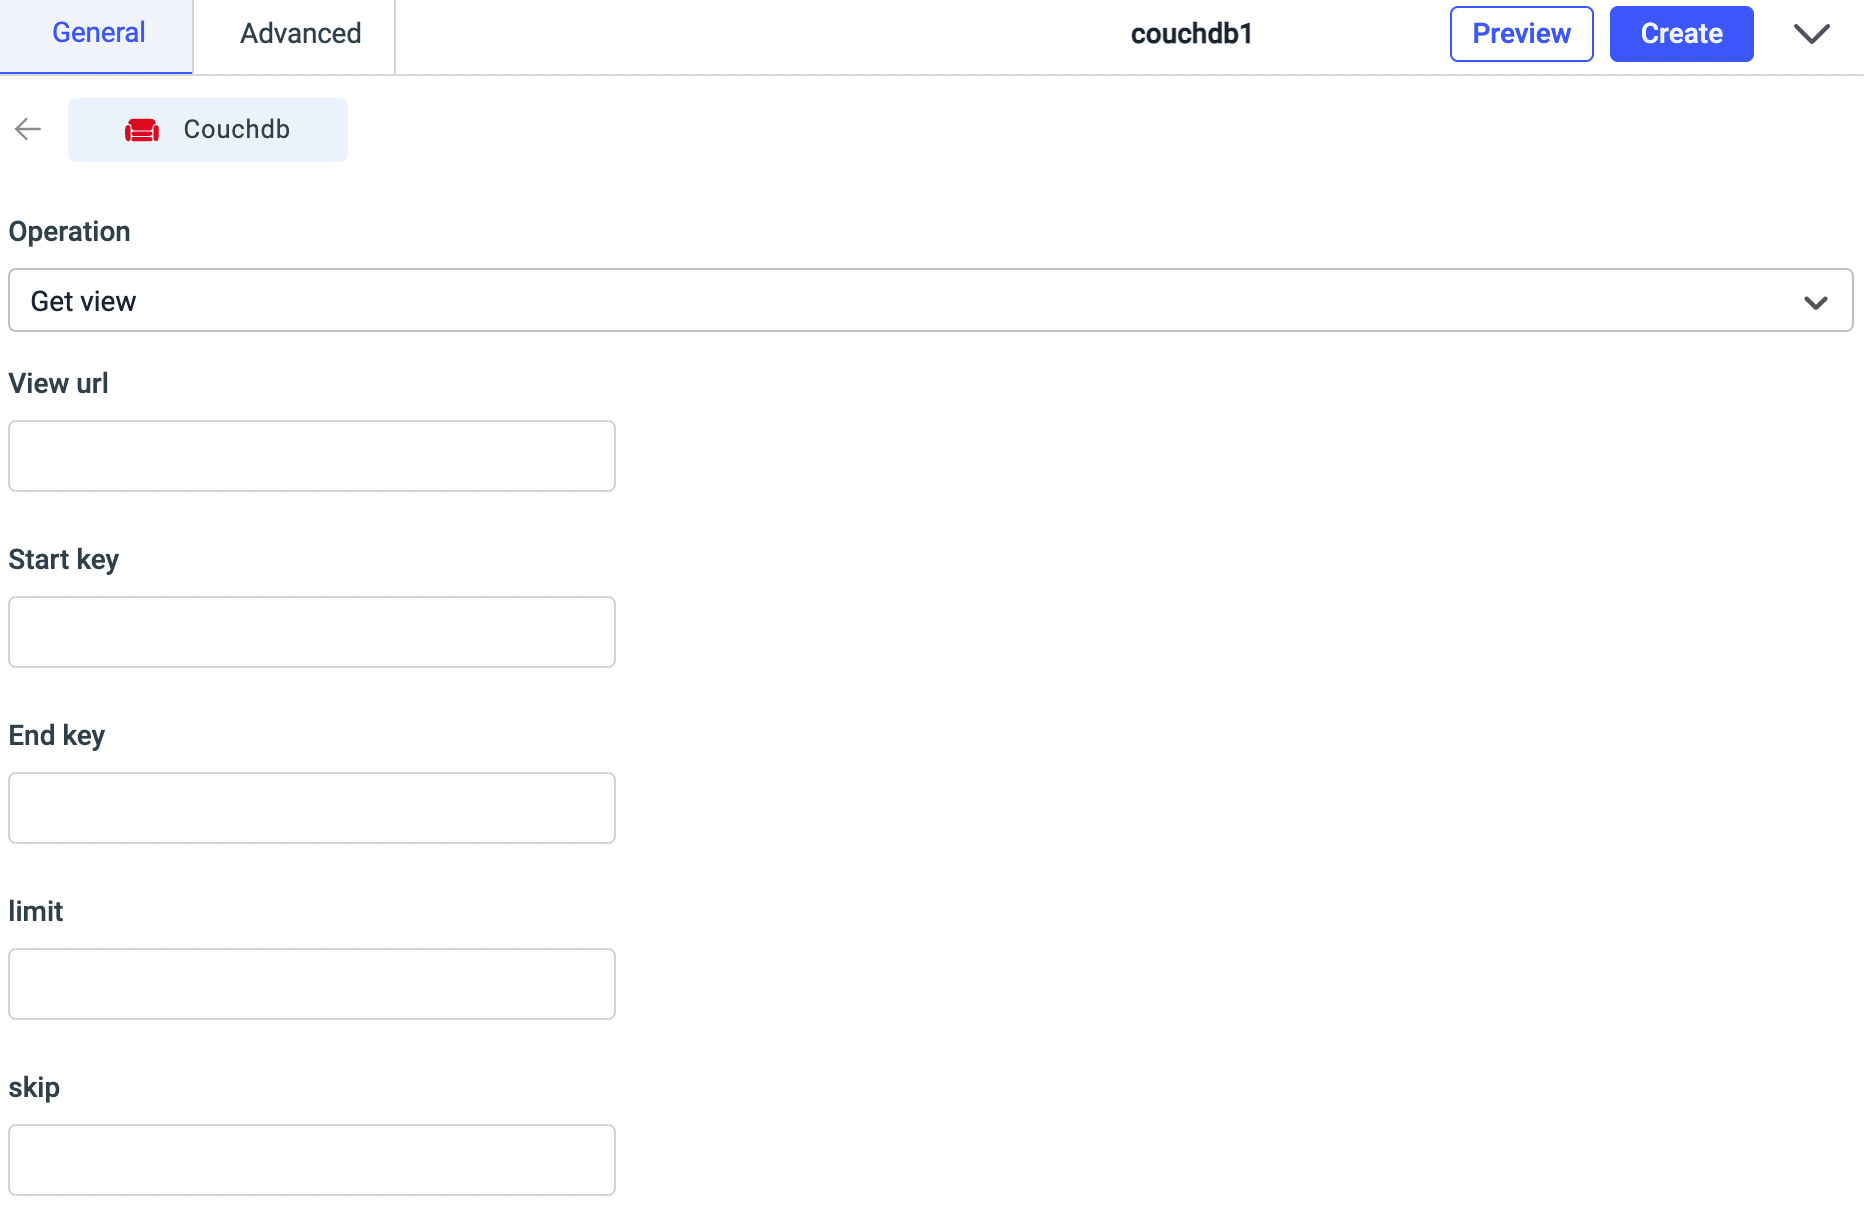 General
Advanced
couchdb1
Preview
Create
Couchdb
Operation
Get view
View url
Start key
End key
limit
skip